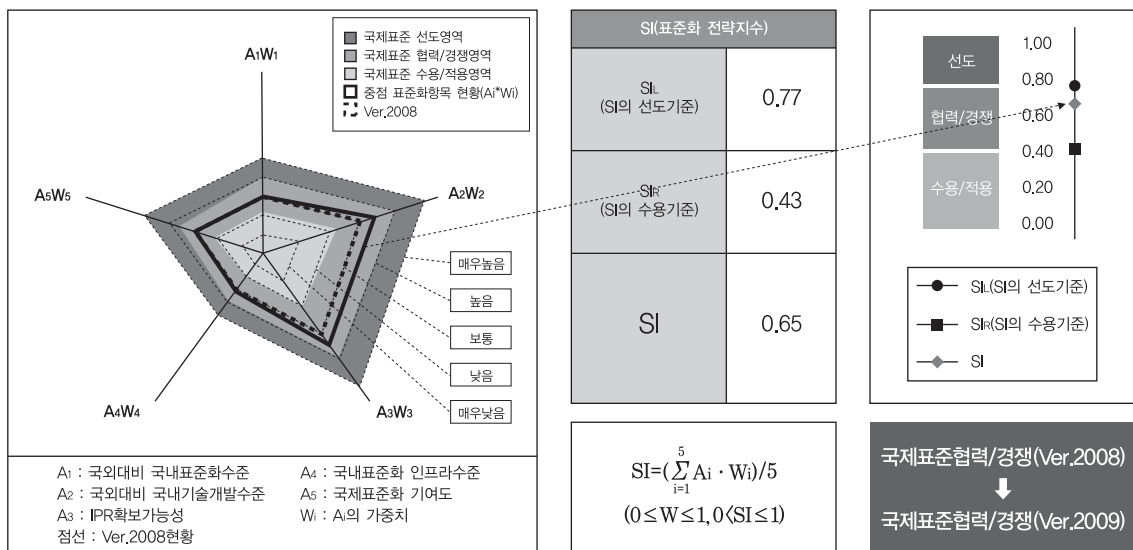 국제표준 선도영역
국제표준 협력/경쟁영역
국제표준 수용/적용영역
중점 표준화항목 현황(Ai*Wi)
Ver.2008
A1W1
A2W2
A3W3
A4W4
A5W5
매우높음
높음
보통
낮음
매우낮음
A1 : 국외대비 국내표준화수준
A2 : 국외대비 국내기술개발수준
A3 : IPR확보가능성
점선 : Ver.2008현황
A4 : 국내표준화 인프라수준
A5 : 국제표준화 기여도
Wi : Ai의 가중치
SI(표준화 전략지수)
SIL
(SI의 선도기준)
0.77
SIR
(SI의 수용기준)
0.43
SI
0.65
SI=(∑Ai · Wi)/5
5
i=1
(0≤W≤1, 0<SI≤1)
선도
협력/경쟁
수용/적용
1.00
0.80
0.60
0.40
0.20
0.00
SIL(SI의 선도기준)
SIR(SI의 수용기준)
SI
국제표준협력/경쟁(Ver.2008)
국제표준협력/경쟁(Ver.2009)